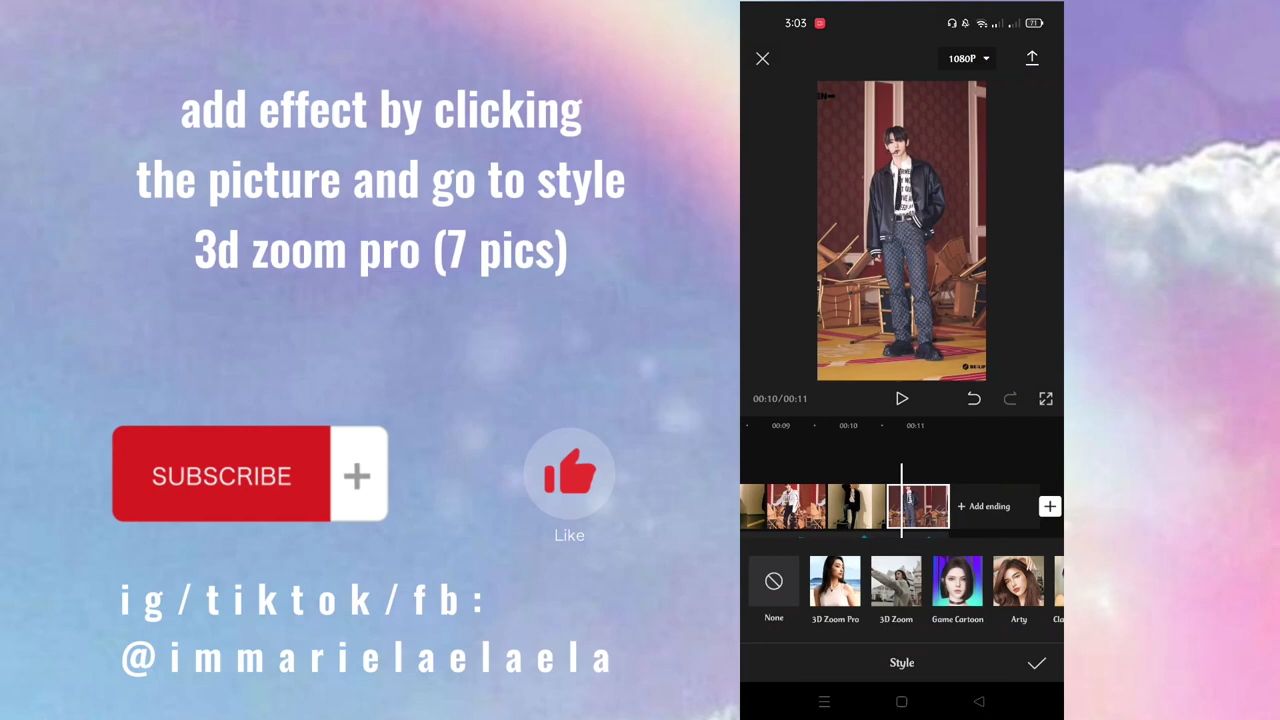 add effect by clicking
the picture and go to style
3d zoom pro (7 pics)
SUBSCRIBE +
Like
ig/tiktok/fb:
@immarielaelaela
3:03
71
1080P
00:10/00:11
00:09
00:10
00:11
+ Add ending
None
3D Zoom Pro
3D Zoom
Game Cartoon
Arty
Style